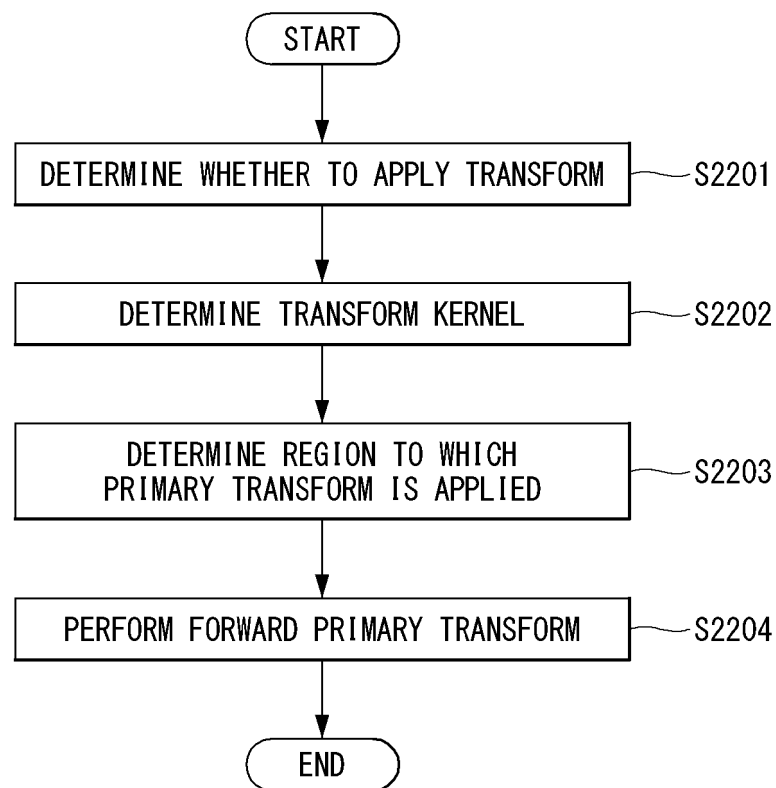 START
DETERMINE WHETHER TO APPLY TRANSFORM
S2201
DETERMINE TRANSFORM KERNEL
S2202
DETERMINE REGION TO WHICH
PRIMARY TRANSFORM IS APPLIED
S2203
PERFORM FORWARD PRIMARY TRANSFORM
S2204
END